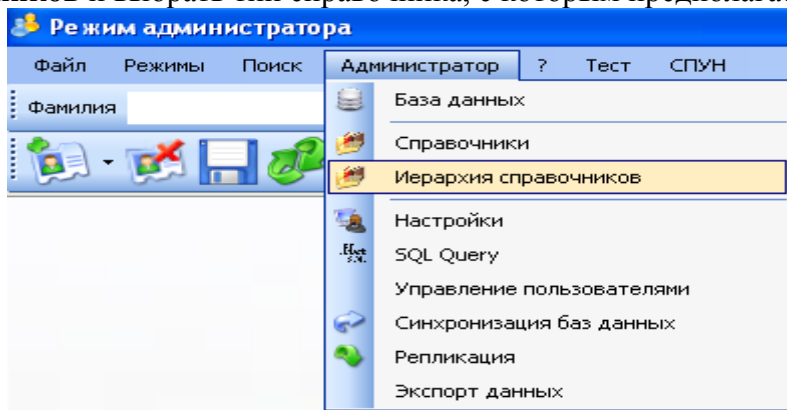 Режим администратора
Файл Режимы Поиск Администратор ? Тест СПУН
Фамилия
База данных
Справочники
Иерархия справочников
Настройки
SQL Query
Управление пользователями
Синхронизация баз данных
Репликация
Экспорт данных